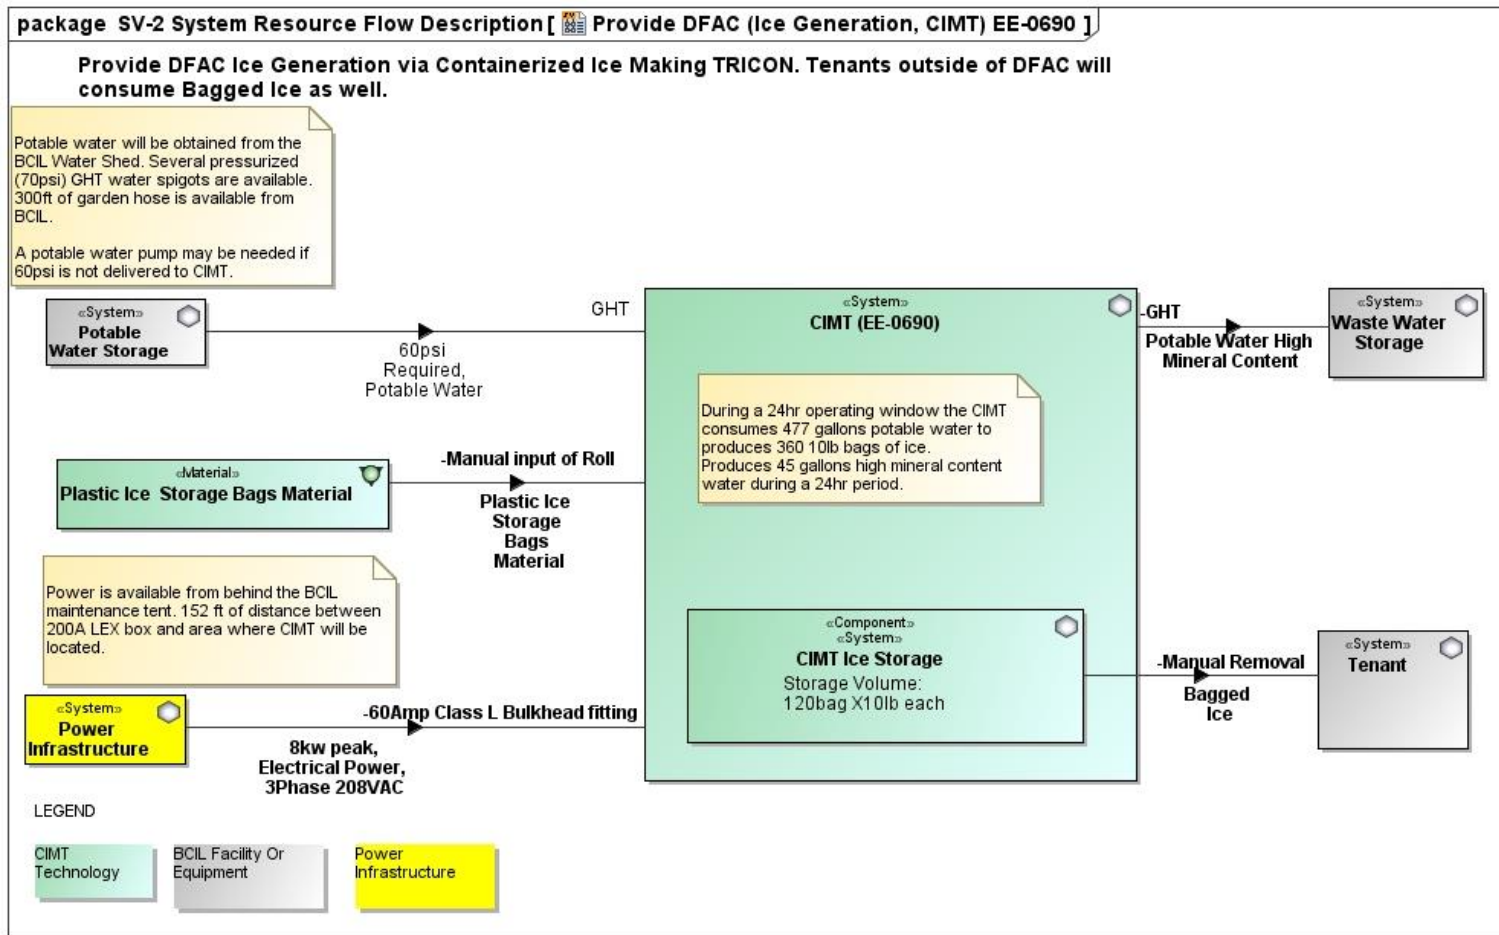 package SV-2 System Resource Flow Description [ Provide DFAC (Ice Generation, CIMT) EE-0690 ]
Provide DFAC Ice Generation via Containerized Ice Making TRICON. Tenants outside of DFAC will
consume Bagged Ice as well.
Potable water will be obtained from the
BCIL Water Shed. Several pressurized
(70psi) GHT water spigots are available.
300ft of garden hose is available from
BCIL.
A potable water pump may be needed if
60psi is not delivered to CIMT.
«System»
Potable
Water Storage
GHT
60psi
Required,
Potable Water
«System»
CIMT (EE-0690)
During a 24hr operating window the CIMT
consumes 477 gallons potable water to
produces 360 10lb bags of ice.
Produces 45 gallons high mineral content
water during a 24hr period.
-GHT
Potable Water High
Mineral Content
«System»
Waste Water
Storage
«Material»
Plastic Ice Storage Bags Material
-Manual input of Roll
Plastic Ice
Storage
Bags
Material
Power is available from behind the BCIL
maintenance tent. 152 ft of distance between
200A LEX box and area where CIMT will be
located.
«Component»
«System»
CIMT Ice Storage
Storage Volume:
120bag X10lb each
-Manual Removal
Bagged
Ice
«System»
Tenant
«System»
Power
Infrastructure
-60Amp Class L Bulkhead fitting
8kw peak,
Electrical Power,
3Phase 208VAC
LEGEND
CIMT
Technology
BCIL Facility Or
Equipment
Power
Infrastructure